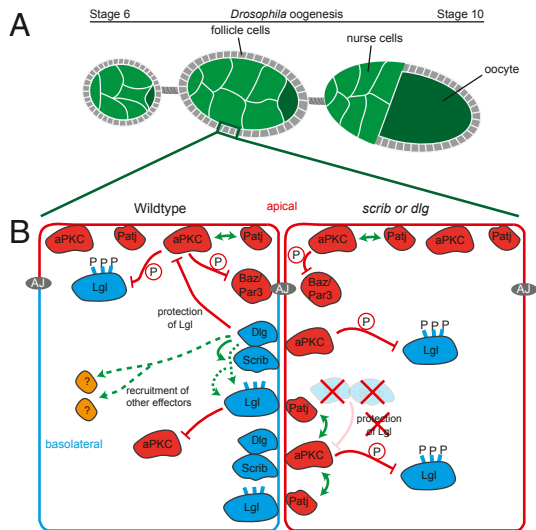 A
Stage 6
Drosophila oogenesis
Stage 10
follicle cells
nurse cells
oocyte
B
Wildtype
apical
scrib or dlg
aPKC
Patj
aPKC
Patj
aPKC
Patj
aPKC
Patj
P P P
Lgl
P
P
Baz/
Par3
AJ
AJ
AJ
P
Baz/
Par3
protection
of Lgl
Dlg
Scrib
aPKC
P
P P P
Lgl
?
?
recruitment of
other effectors
Lgl
basolateral
aPKC
Dlg
Scrib
Lgl
protection
of Lgl
Patj
aPKC
Patj
P
P P P
Lgl